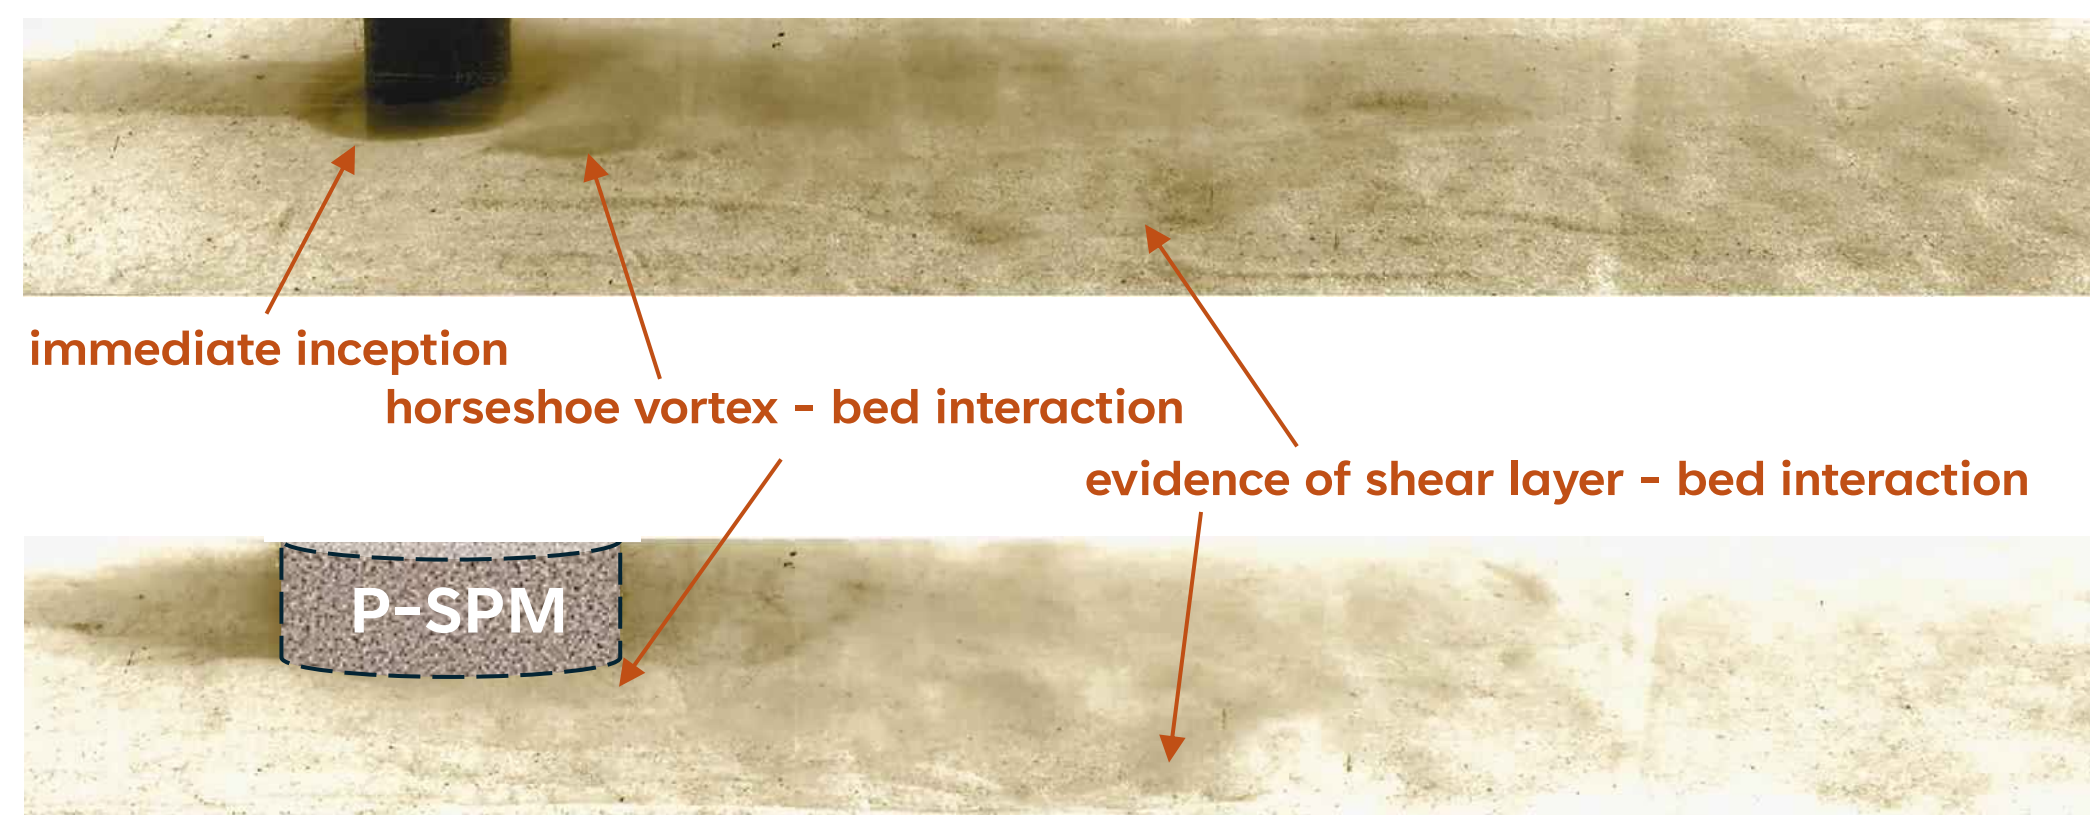 immediate inception
horseshoe vortex - bed interaction
evidence of shear layer - bed interaction
P-SPM